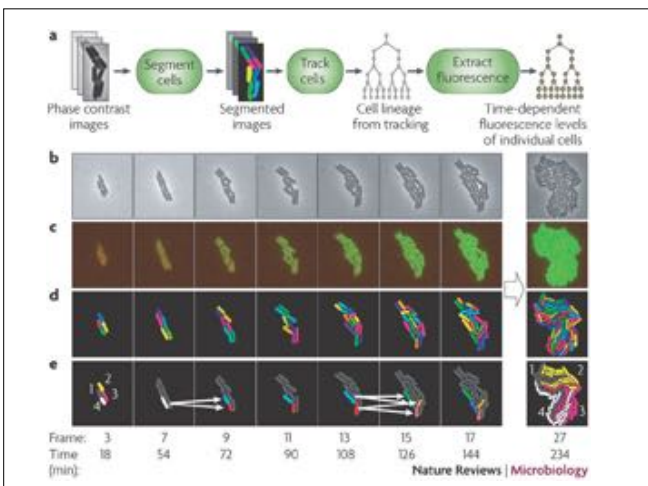 a
Segment
cells
Track
cells
Extract
fluorescence
Phase contrast
images
Segmented
images
Cell lineage
from tracking
Time-dependent
fluorescence levels
of individual cells
b
c
d
e
1 2
3
4
1 2
3
4
Frame: 3 7 9 11 13 15 17 27
Time 18 54 72 90 108 126 144 234
(min):
Nature Reviews | Microbiology